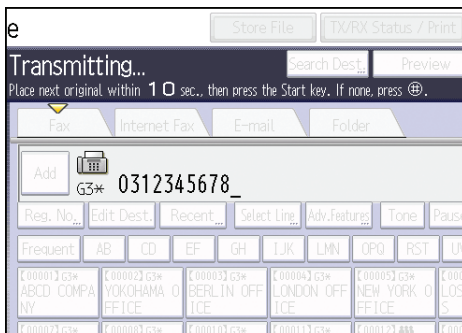 e
Store File TX/RX Status / Print
Transmitting... Search Dest. Preview
Place next original within 10 sec., then press the Start key. If none, press ⊕.
Fax Internet Fax E-mail Folder
Add G3* 0312345678_
Reg. No. Edit Dest. Recent Select Line Adv.Features Tone Pause
Frequent AB CD EF GH IJK LMN OPQ RST
[00001]G3* [00002]G3* [00003]G3* [00004]G3* [00005]G3* [00006]
ABCD COMPA YOKOHAMA O BERLIN OFF LONDON OFF NEW YORK O LOS
NY FFICE ICE ICE FFICE S